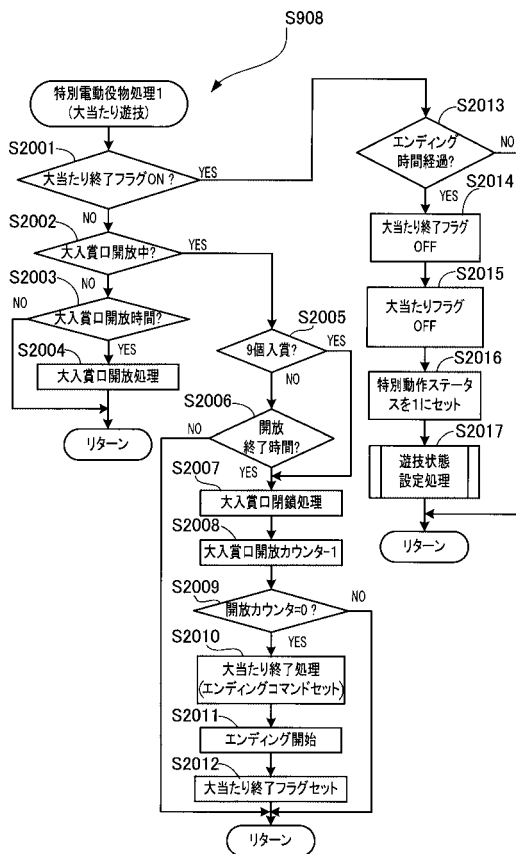 S908
特別電動役物処理1
(大当たり遊技)
S2001
大当たり終了フラグON?
YES
NO
S2002
大入賞口開放中?
YES
NO
S2003
NO
大入賞口開放時間?
YES
S2004
大入賞口開放処理
リターン
S2005
9個入賞?
YES
NO
S2006
NO
開放
終了時間?
YES
S2007
大入賞口閉鎖処理
S2008
大入賞口開放カウンタ-1
S2009
開放カウンタ=0?
NO
YES
S2010
大当たり終了処理
(エンディングコマンドセット)
S2011
エンディング開始
S2012
大当たり終了フラグセット
リターン
S2013
エンディング
時間経過?
NO
YES
S2014
大当たり終了フラグ
OFF
S2015
大当たりフラグ
OFF
S2016
特別動作ステータ
スを1にセット
S2017
遊技状態
設定処理
リターン